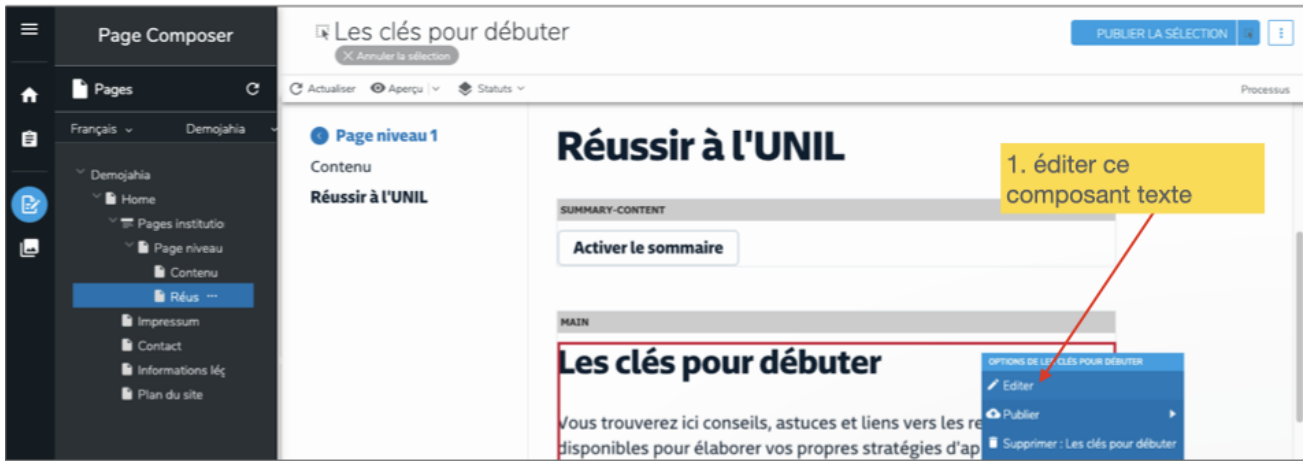 Page Composer
Pages
Français
Demojahia
Demojahia
Home
Pages institutio
Page niveau
Contenu
Réus ...
Impressum
Contact
Informations lég
Plan du site
Les clés pour débuter
Annuler la sélection
PUBLIER LA SÉLECTION
Actualiser Aperçu Statuts
Processus
Page niveau 1
Contenu
Réussir à l'UNIL
Réussir à l'UNIL
SUMMARY-CONTENT
Activer le sommaire
MAIN
Les clés pour débuter
Vous trouverez ici conseils, astuces et liens vers les re
disponibles pour élaborer vos propres stratégies d'ap
1. éditer ce
composant texte
OPTIONS DE LES CLÉS POUR DÉBUTER
Editer
Publier
Supprimer : Les clés pour débuter